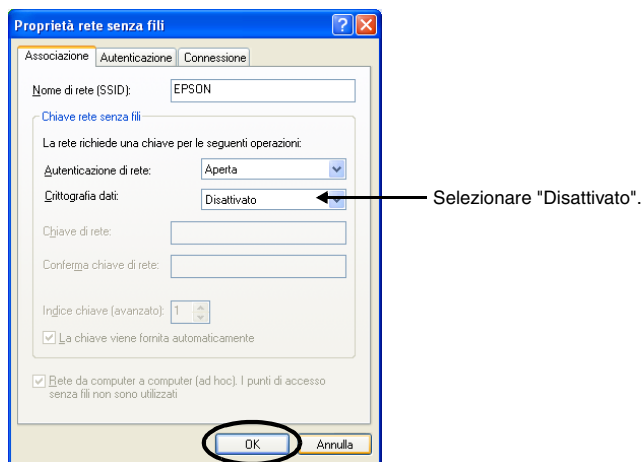 Proprietà rete senza fili
Associazione Autenticazione Connessione
Nome di rete (SSID): EPSON
Chiave rete senza fili
La rete richiede una chiave per le seguenti operazioni:
Autenticazione di rete: Aperta
Crittografia dati: Disattivato
Selezionare "Disattivato".
Chiave di rete:
Conferma chiave di rete:
Indice chiave (avanzato): 1
La chiave viene fornita automaticamente
Rete da computer a computer (ad hoc). I punti di accesso
senza fili non sono utilizzati
OK Annulla